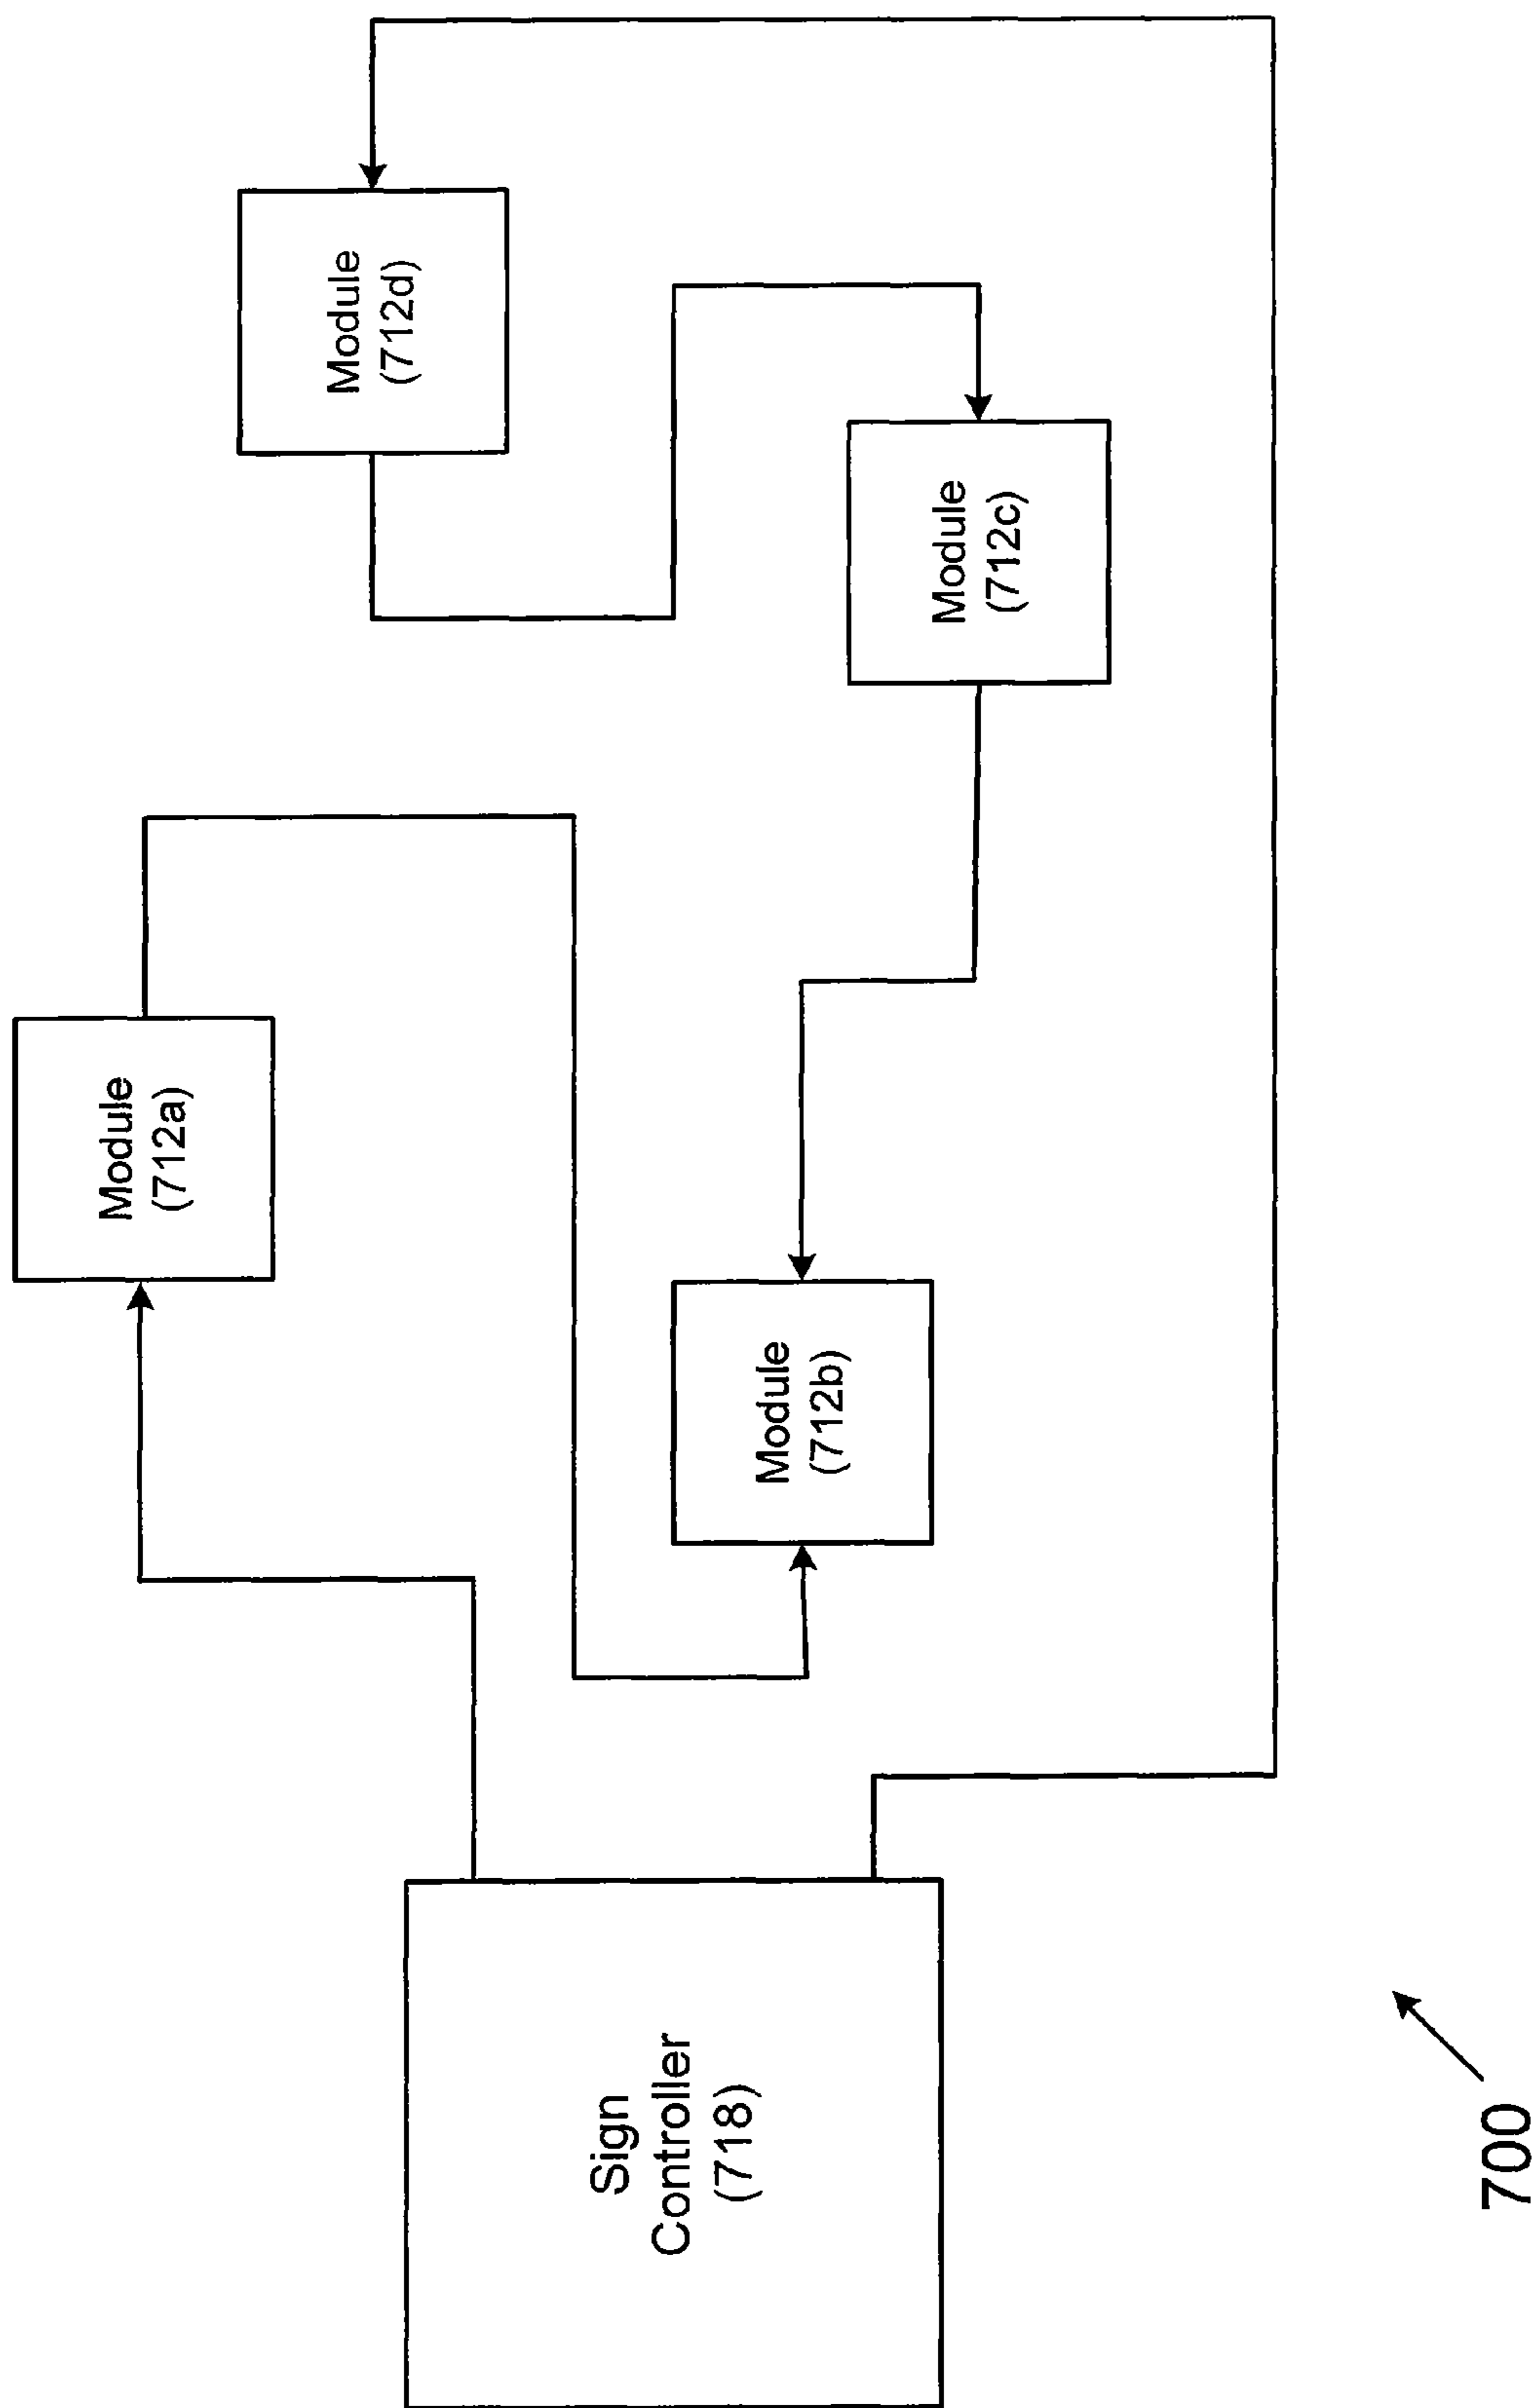 Module
(712a)
Module
(712d)
Sign
Controller
(718)
Module
(712b)
Module
(712c)
700